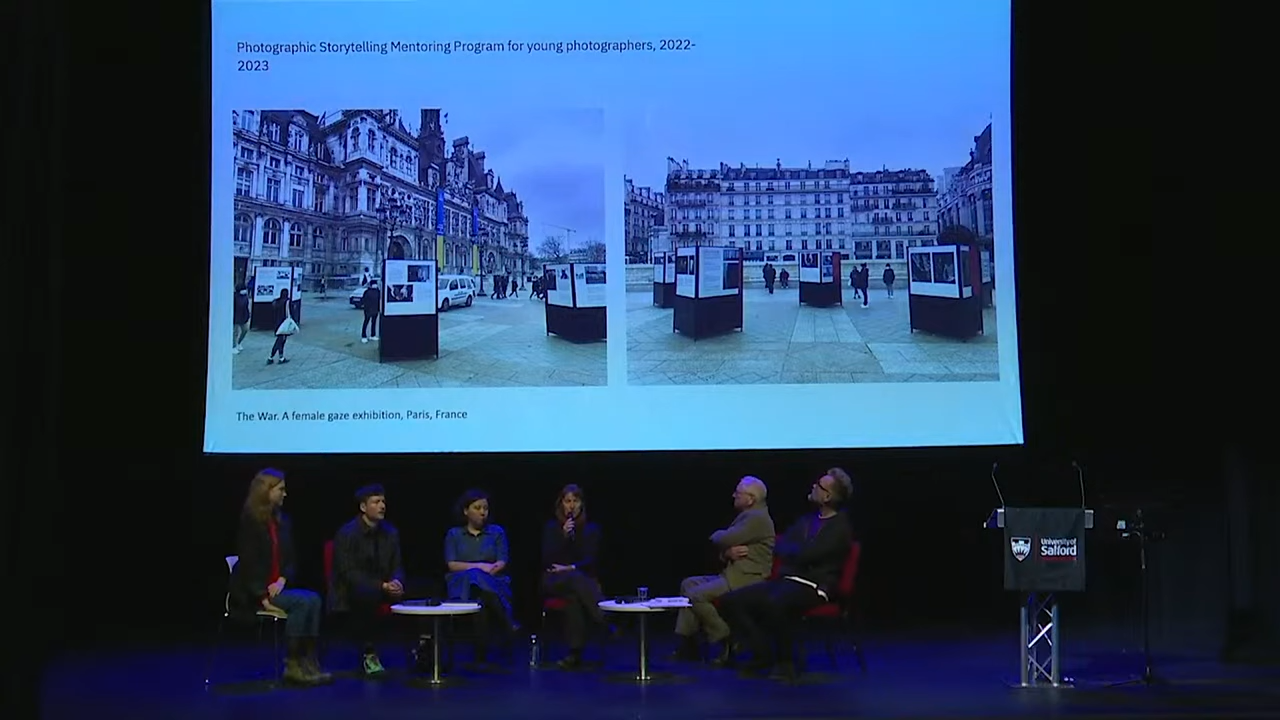 Photographic Storytelling Mentoring Program for young photographers, 2022-
2023
The War. A female gaze exhibition, Paris, France
University of
Salford